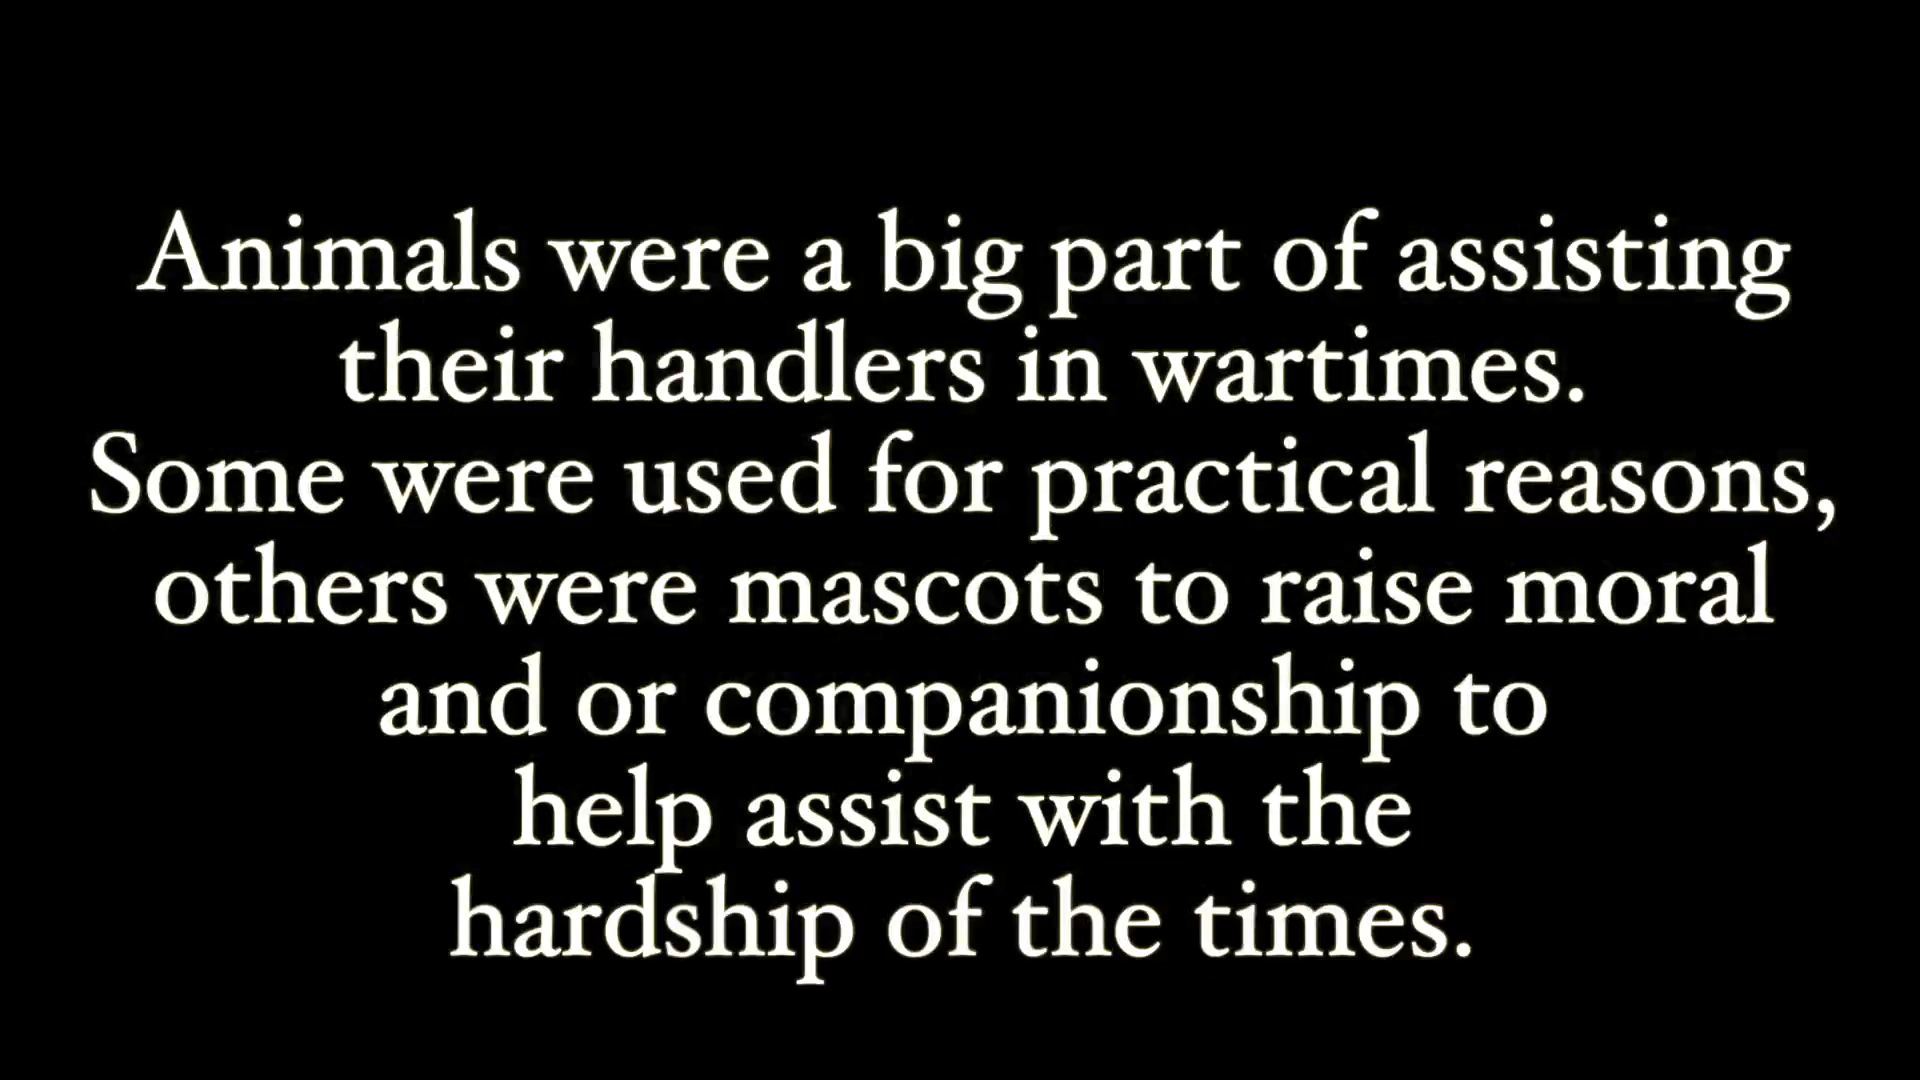 Animals were a big part of assisting
their handlers in wartimes.
Some were used for practical reasons,
others were mascots to raise moral
and or companionship to
help assist with the
hardship of the times.